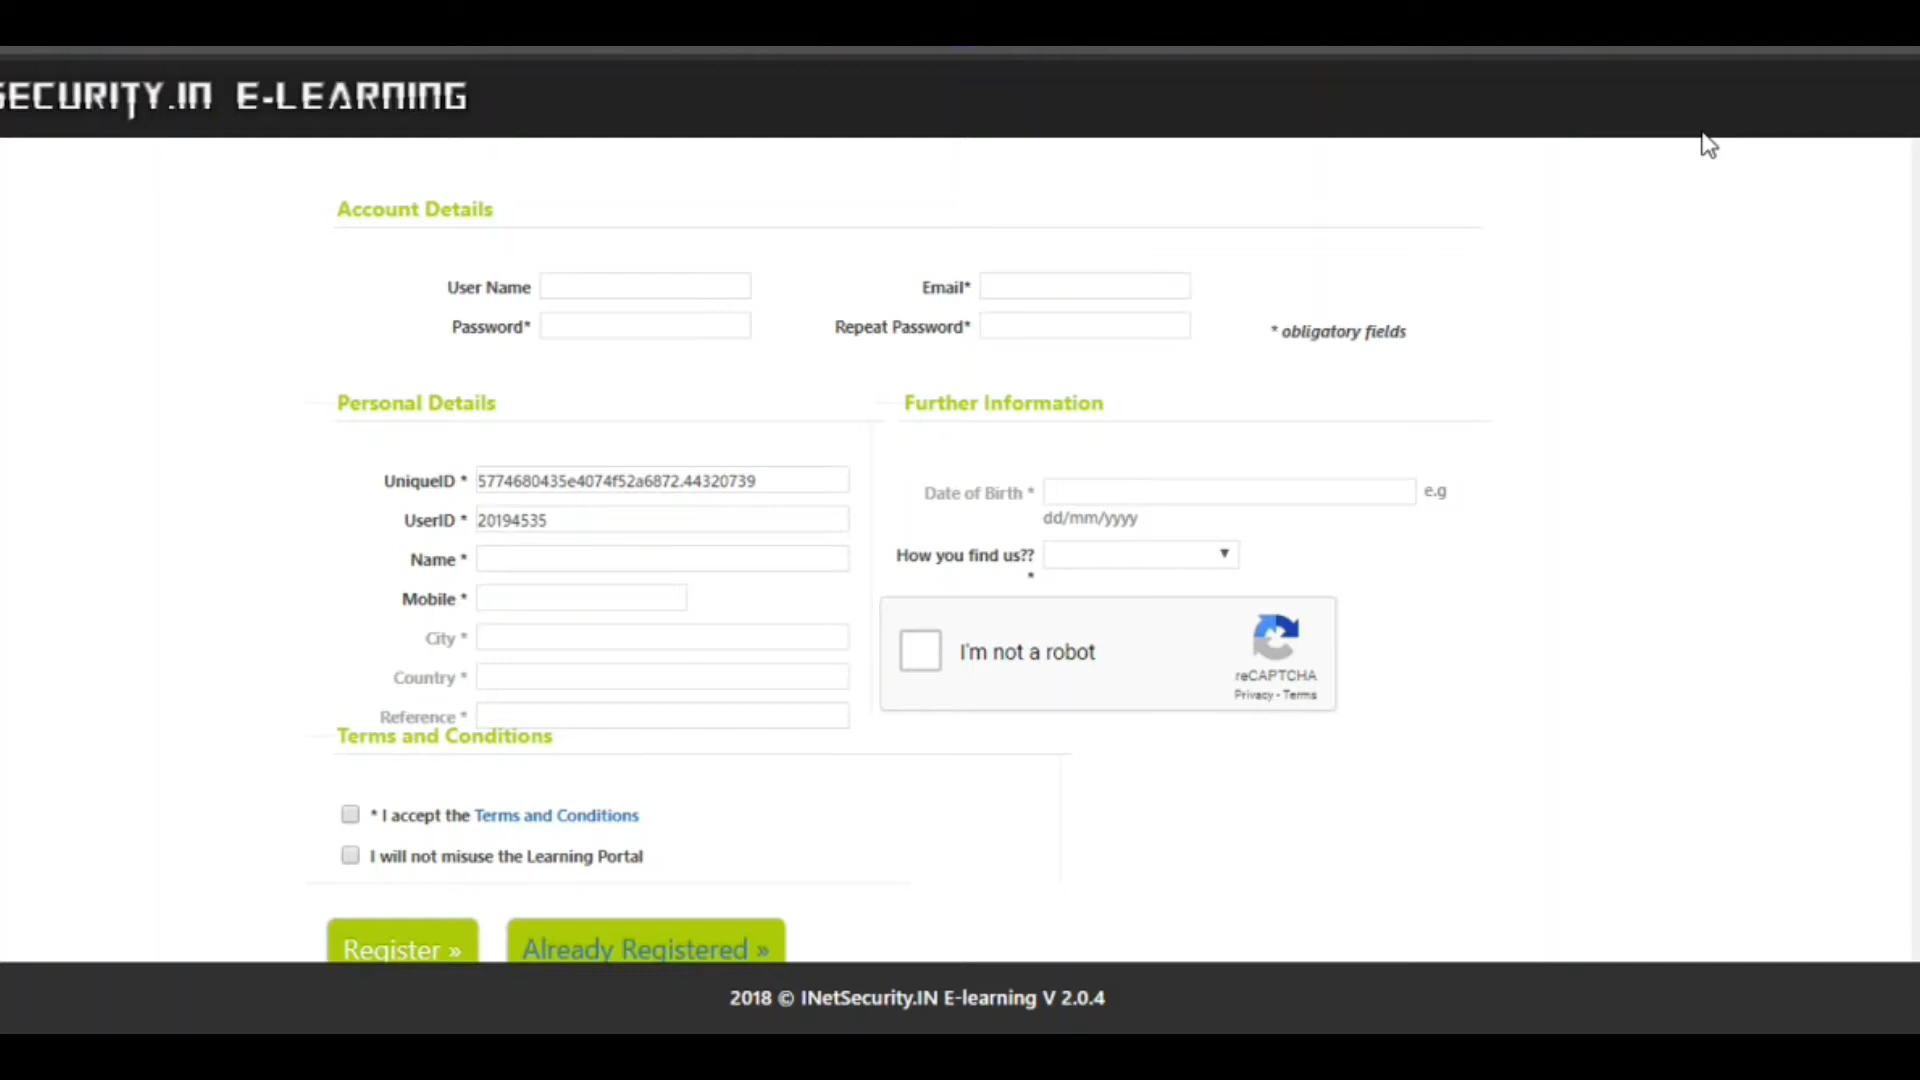 SECURITY.IN E-LEARNING
Account Details
User Name
Email*
Password*
Repeat Password*
* obligatory fields
Personal Details
Further Information
UniqueID * 5774680435e4074f52a6872.44320739
UserID * 20194535
Name *
Mobile *
City *
Country *
Reference *
Date of Birth * e.g
dd/mm/yyyy
How you find us??
*
I'm not a robot
reCAPTCHA
Privacy - Terms
Terms and Conditions
* I accept the Terms and Conditions
I will not misuse the Learning Portal
Register »
Already Registered »
2018 © INetSecurity.IN E-learning V 2.0.4